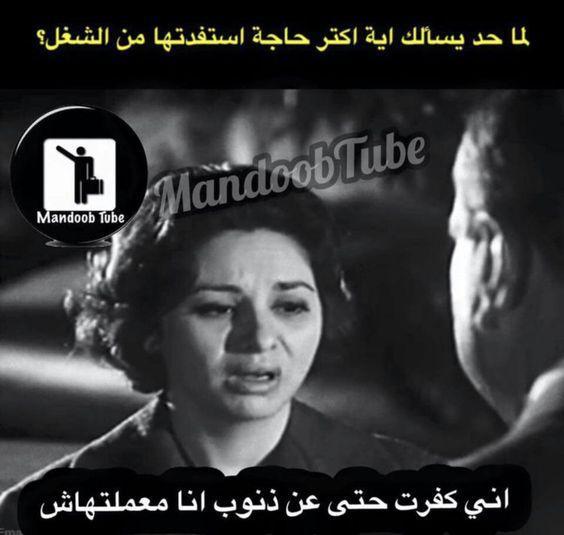 لما حد يسألك اية اكتر حاجة استفدتها من الشغل؟
MandoobTube
Mandoob Tube
اني كفرت حتى عن ذنوب انا معملتهاش